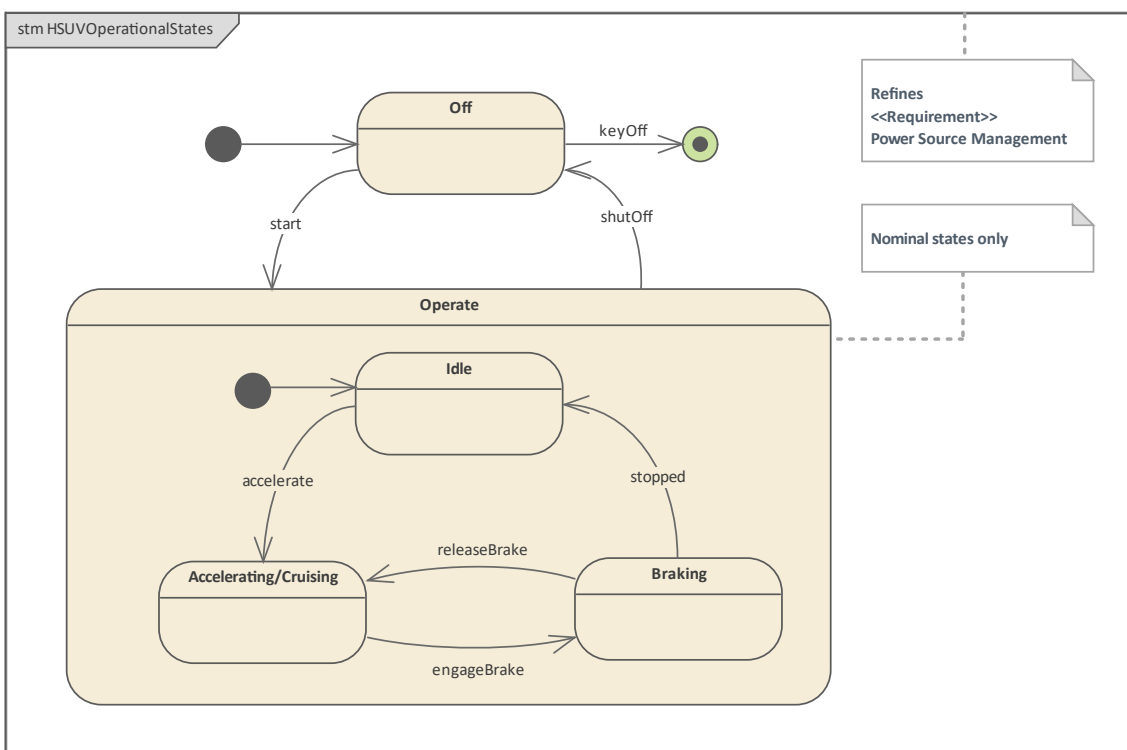 stm HSUVOperationalStates
Off
keyOff
Refines
<<Requirement>>
Power Source Management
start
shutOff
Nominal states only
Operate
Idle
accelerate
stopped
releaseBrake
Accelerating/Cruising
Braking
engageBrake